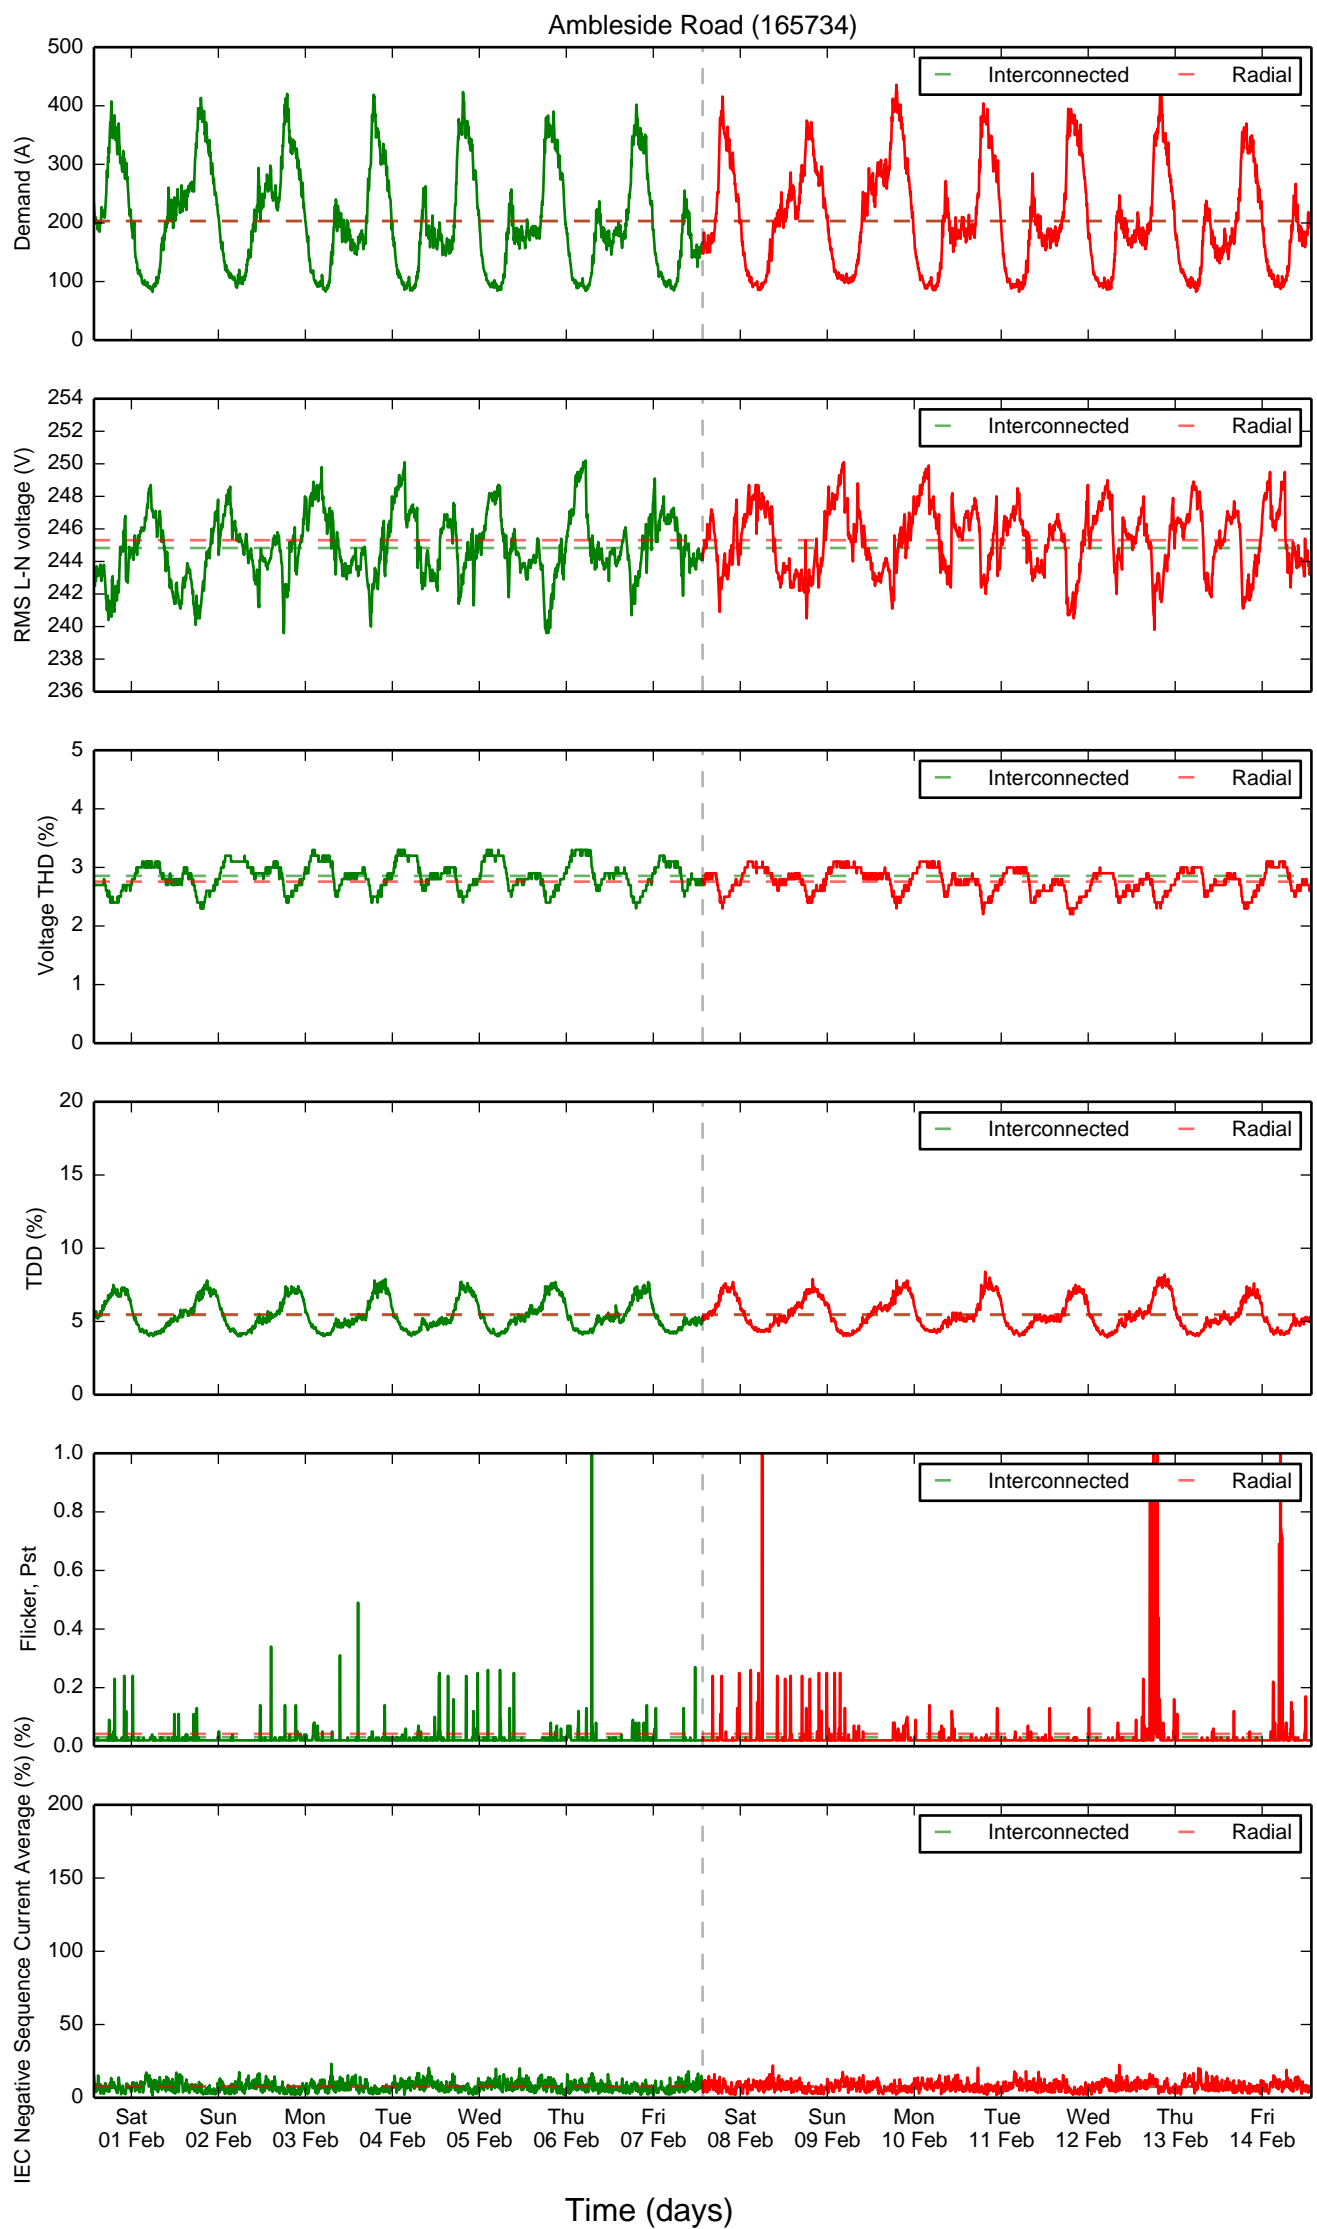 Ambleside Road (165734)
500
400
300
200
100
0
Demand (A)
Interconnected Radial
254
252
250
248
246
244
242
240
238
236
RMS L-N voltage (V)
Interconnected Radial
5
4
3
2
1
0
Voltage THD (%)
Interconnected Radial
20
15
10
5
0
TDD (%)
Interconnected Radial
1.0
0.8
0.6
0.4
0.2
0.0
Flicker, Pst
Interconnected Radial
200
150
100
50
0
IEC Negative Sequence Current Average (%) (%)
Interconnected Radial
Sat Sun Mon Tue Wed Thu Fri Sat Sun Mon Tue Wed Thu Fri
01 Feb 02 Feb 03 Feb 04 Feb 05 Feb 06 Feb 07 Feb 08 Feb 09 Feb 10 Feb 11 Feb 12 Feb 13 Feb 14 Feb
Time (days)